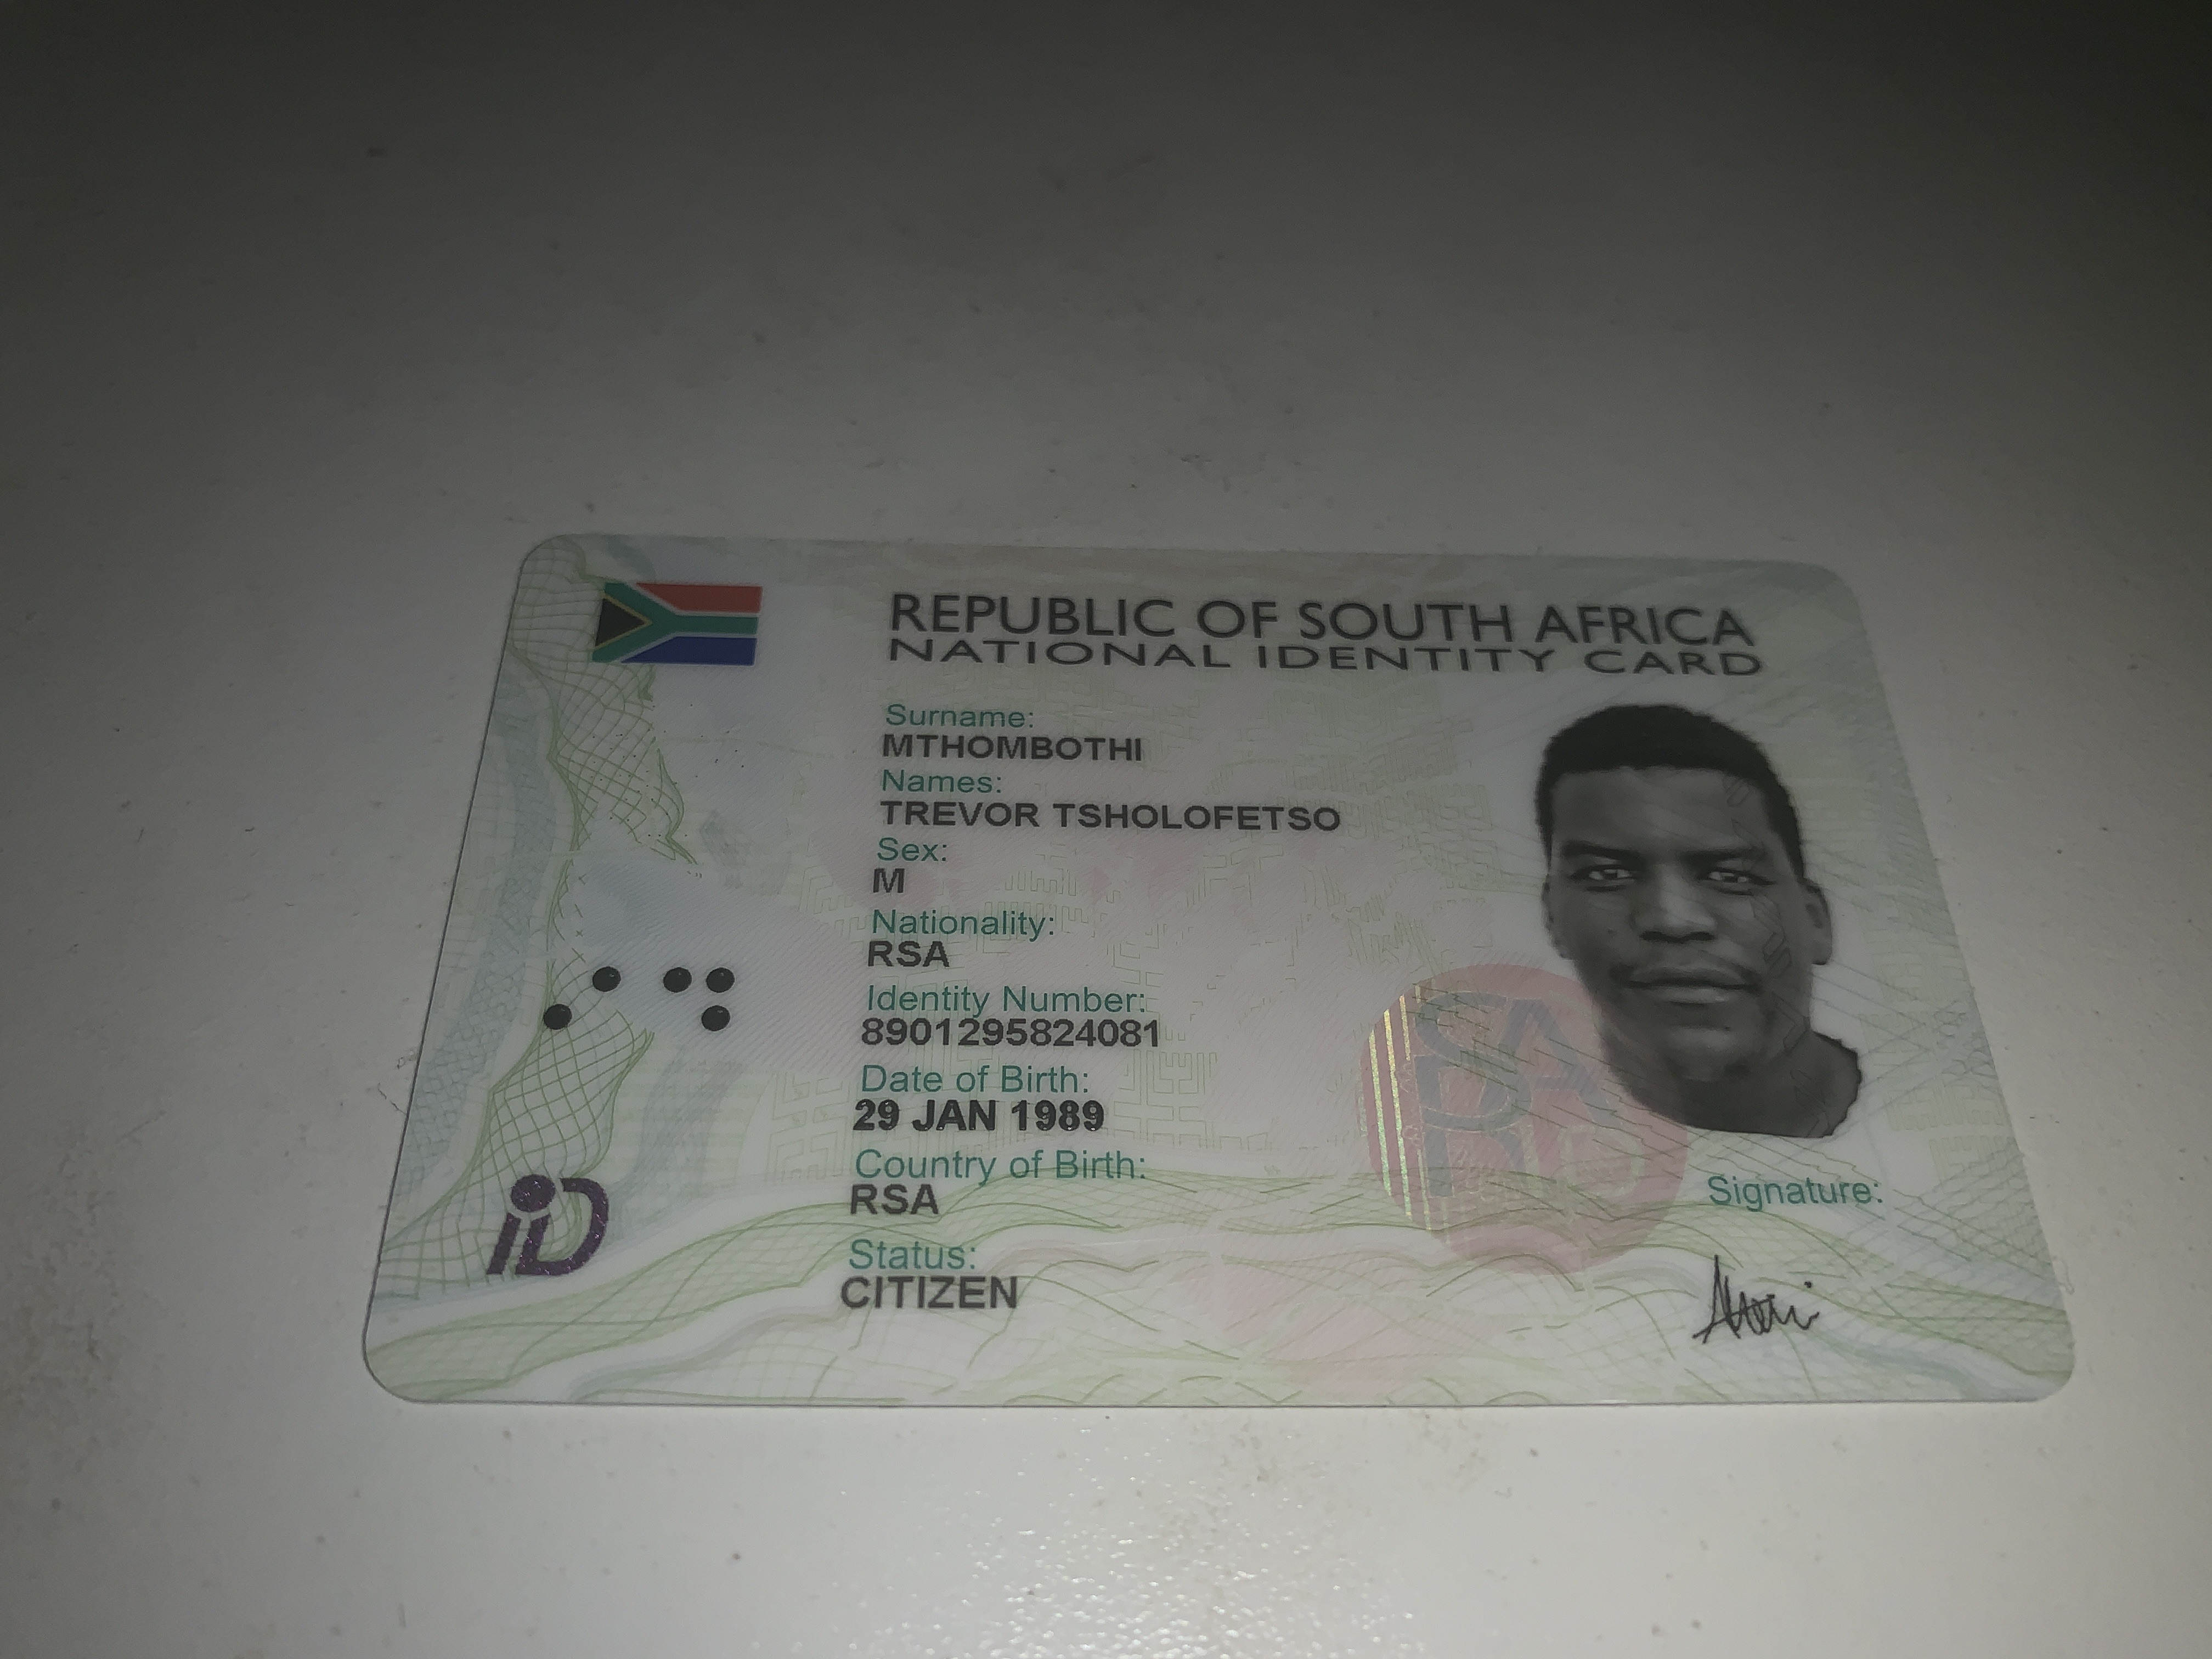 REPUBLIC OF SOUTH AFRICA
NATIONAL IDENTITY CARD
Surname:
MTHOMBOTHI
Names:
TREVOR TSHOLOFETSO
Sex:
M
Nationality:
RSA
Identity Number:
8901295824081
Date of Birth:
29 JAN 1989
Country of Birth:
RSA
Status:
CITIZEN
Signature:
iD